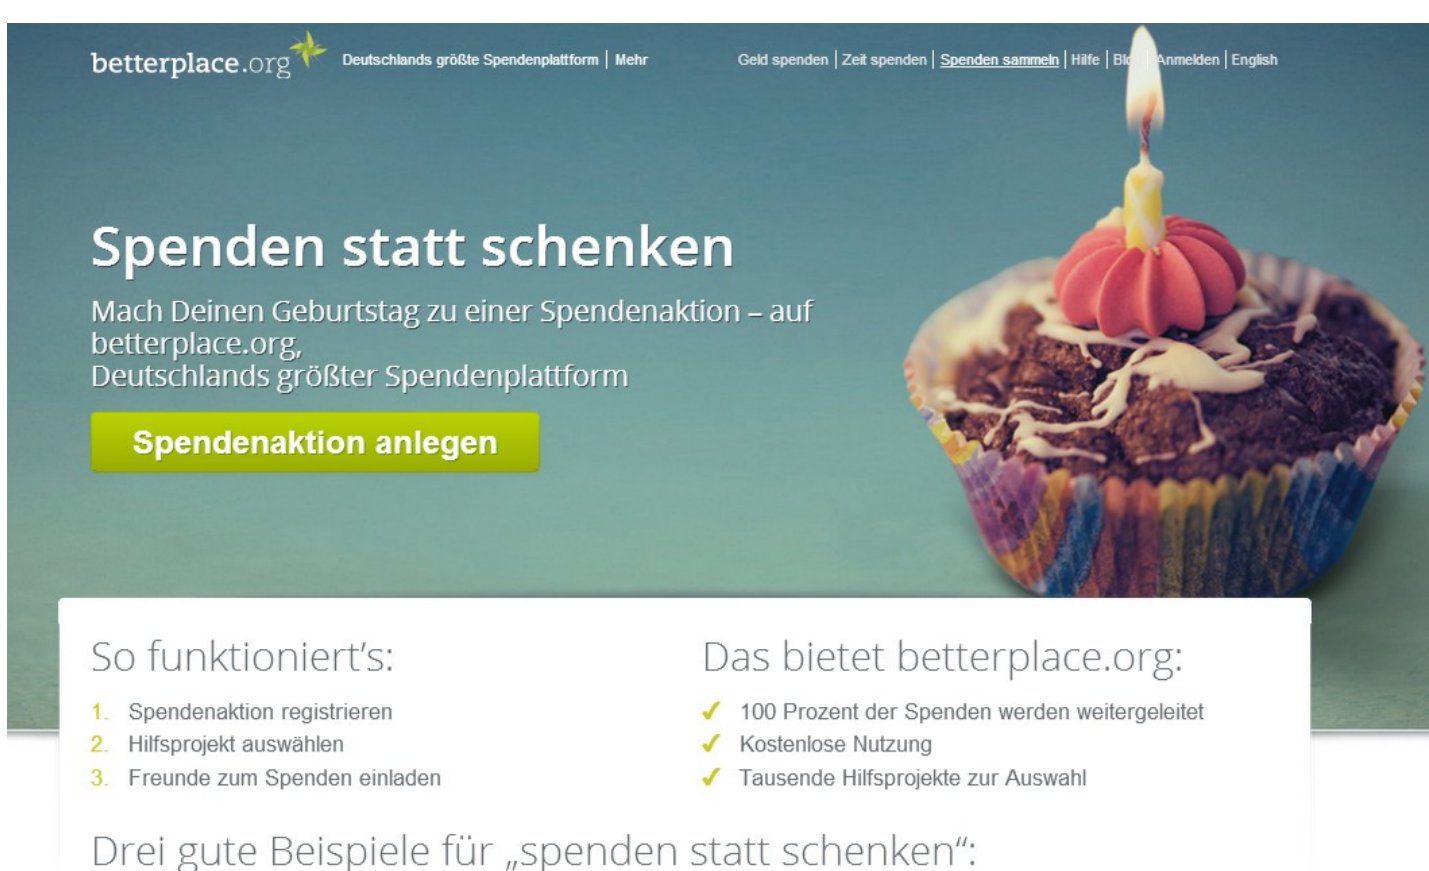 betterplace.org Deutschlands größte Spendenplattform | Mehr Geld spenden | Zeit spenden | Spenden sammeln | Hilfe | | Anmelden | English
Spenden statt schenken
Mach Deinen Geburtstag zu einer Spendenaktion – auf
betterplace.org,
Deutschlands größter Spendenplattform
Spendenaktion anlegen
So funktioniert's:
1. Spendenaktion registrieren
2. Hilfsprojekt auswählen
3. Freunde zum Spenden einladen
Das bietet betterplace.org:
✔ 100 Prozent der Spenden werden weitergeleitet
✔ Kostenlose Nutzung
✔ Tausende Hilfsprojekte zur Auswahl
Drei gute Beispiele für „spenden statt schenken“: